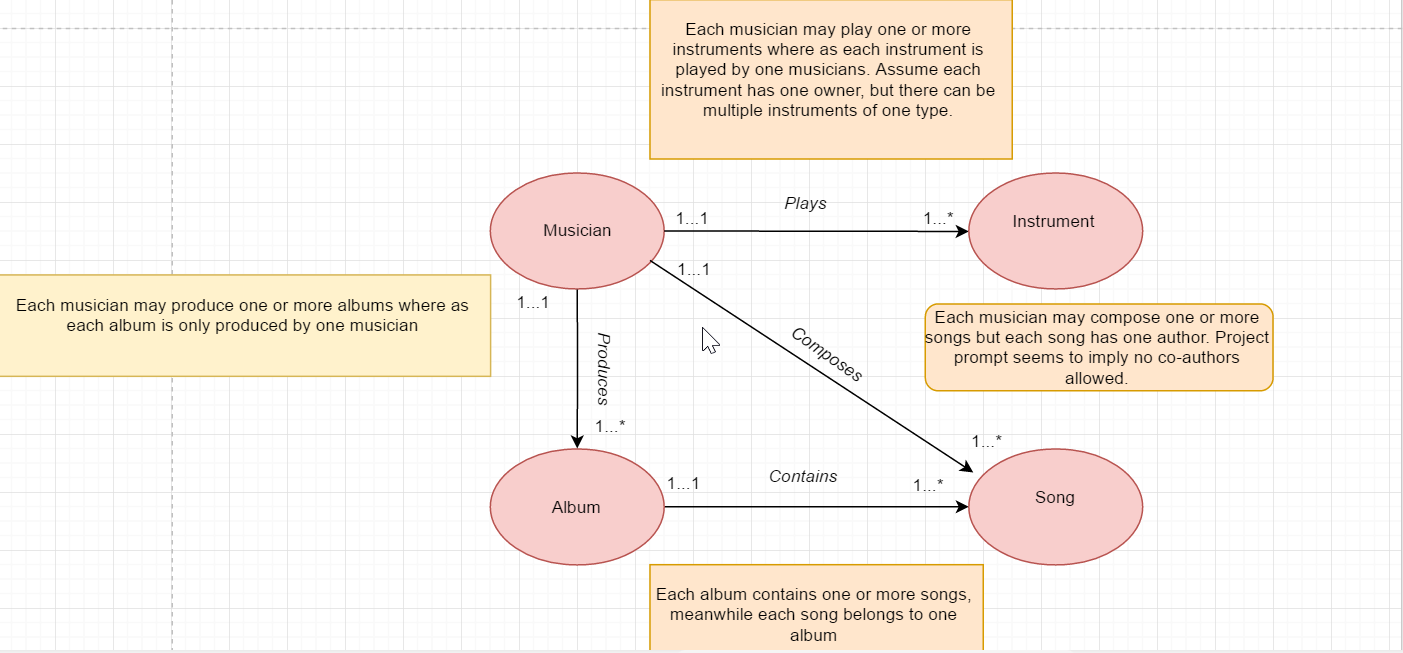 Each musician may play one or more
instruments where as each instrument is
played by one musicians. Assume each
instrument has one owner, but there can be
multiple instruments of one type.
Plays
1...1
1...*
Musician
Instrument
1...1
1...1
Each musician may produce one or more albums where as
each album is only produced by one musician
Each musician may compose one or more
songs but each song has one author. Project
prompt seems to imply no co-authors
allowed.
Produces
Composes
1...*
1...*
Contains
1...1
1...*
Album
Song
Each album contains one or more songs,
meanwhile each song belongs to one
album